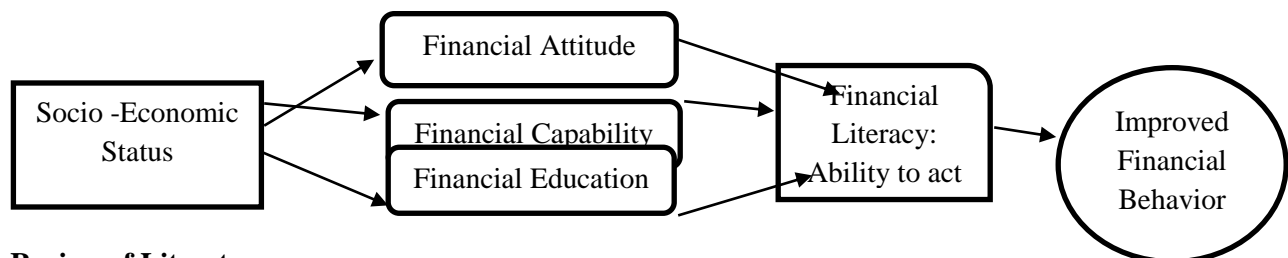 Socio -Economic
Status
Financial Attitude
Financial Capability
Financial Education
Financial
Literacy:
Ability to act
Improved
Financial
Behavior